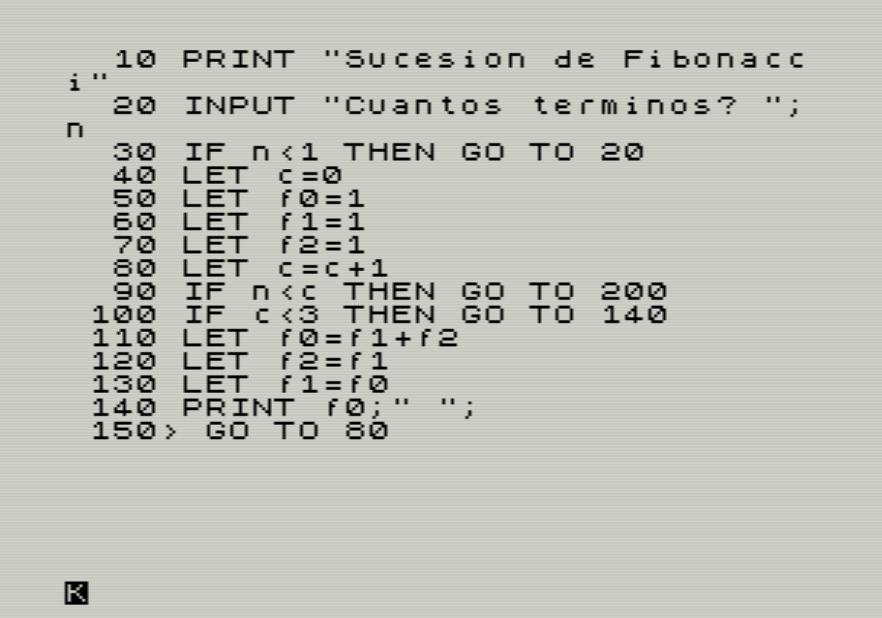 10 PRINT "Sucesion de Fibonacc
i"
20 INPUT "Cuantos terminos? ";
n
30 IF n<1 THEN GO TO 20
40 LET c=0
50 LET f0=1
60 LET f1=1
70 LET f2=1
80 LET c=c+1
90 IF n<c THEN GO TO 200
100 IF c<3 THEN GO TO 140
110 LET f0=f1+f2
120 LET f2=f1
130 LET f1=f0
140 PRINT f0;" ";
150> GO TO 80
K